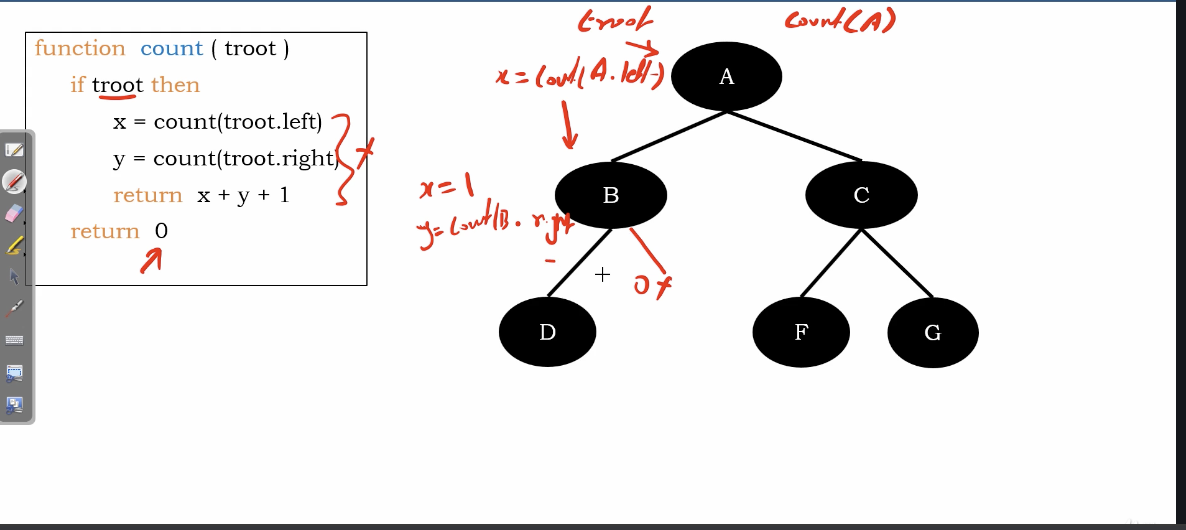 troot
count(A)
function count ( troot )
if troot then
x = count(A.left)
A
x = count(troot.left)
y = count(troot.right)
return x + y + 1
x = 1
B
C
y = count(B. right
return 0
0
D
F
G